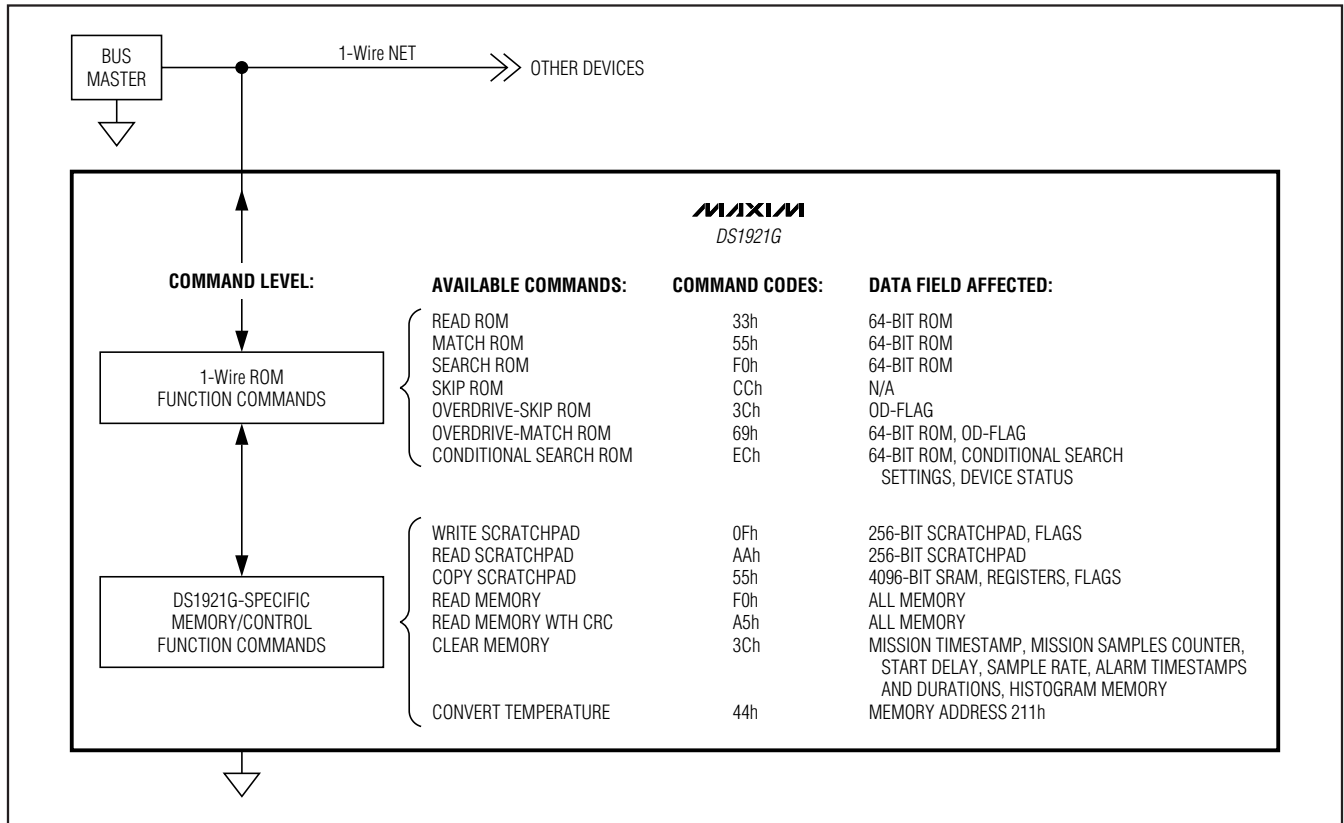 BUS
MASTER
1-Wire NET
OTHER DEVICES
MAXIM
DS1921G
COMMAND LEVEL: AVAILABLE COMMANDS: COMMAND CODES: DATA FIELD AFFECTED:
1-Wire ROM
FUNCTION COMMANDS
READ ROM 33h 64-BIT ROM
MATCH ROM 55h 64-BIT ROM
SEARCH ROM F0h 64-BIT ROM
SKIP ROM CCh N/A
OVERDRIVE-SKIP ROM 3Ch OD-FLAG
OVERDRIVE-MATCH ROM 69h 64-BIT ROM, OD-FLAG
CONDITIONAL SEARCH ROM ECh 64-BIT ROM, CONDITIONAL SEARCH
SETTINGS, DEVICE STATUS
DS1921G-SPECIFIC
MEMORY/CONTROL
FUNCTION COMMANDS
WRITE SCRATCHPAD 0Fh 256-BIT SCRATCHPAD, FLAGS
READ SCRATCHPAD AAh 256-BIT SCRATCHPAD
COPY SCRATCHPAD 55h 4096-BIT SRAM, REGISTERS, FLAGS
READ MEMORY F0h ALL MEMORY
READ MEMORY WTH CRC A5h ALL MEMORY
CLEAR MEMORY 3Ch MISSION TIMESTAMP, MISSION SAMPLES COUNTER,
START DELAY, SAMPLE RATE, ALARM TIMESTAMPS
AND DURATIONS, HISTOGRAM MEMORY
CONVERT TEMPERATURE 44h MEMORY ADDRESS 211h